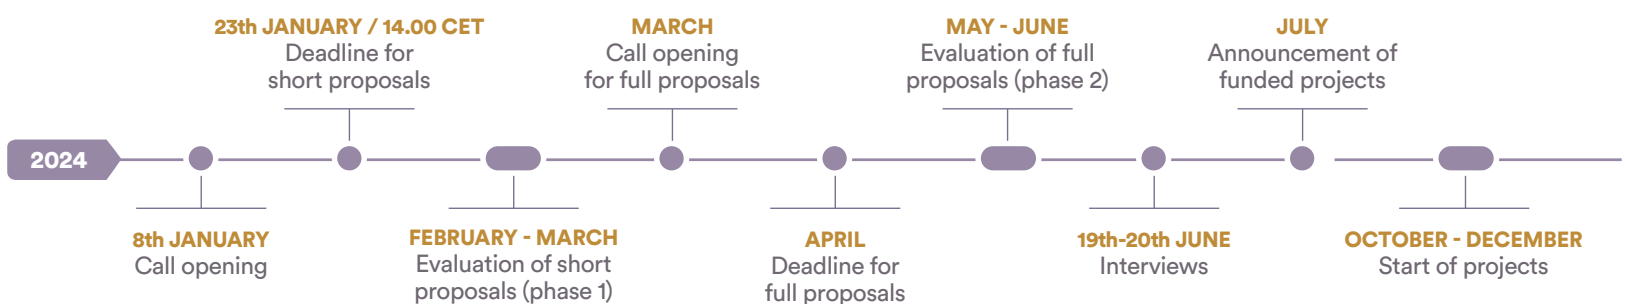 2024
8th JANUARY
Call opening
23th JANUARY / 14.00 CET
Deadline for
short proposals
FEBRUARY - MARCH
Evaluation of short
proposals (phase 1)
MARCH
Call opening
for full proposals
APRIL
Deadline for
full proposals
MAY - JUNE
Evaluation of full
proposals (phase 2)
19th-20th JUNE
Interviews
JULY
Announcement of
funded projects
OCTOBER - DECEMBER
Start of projects